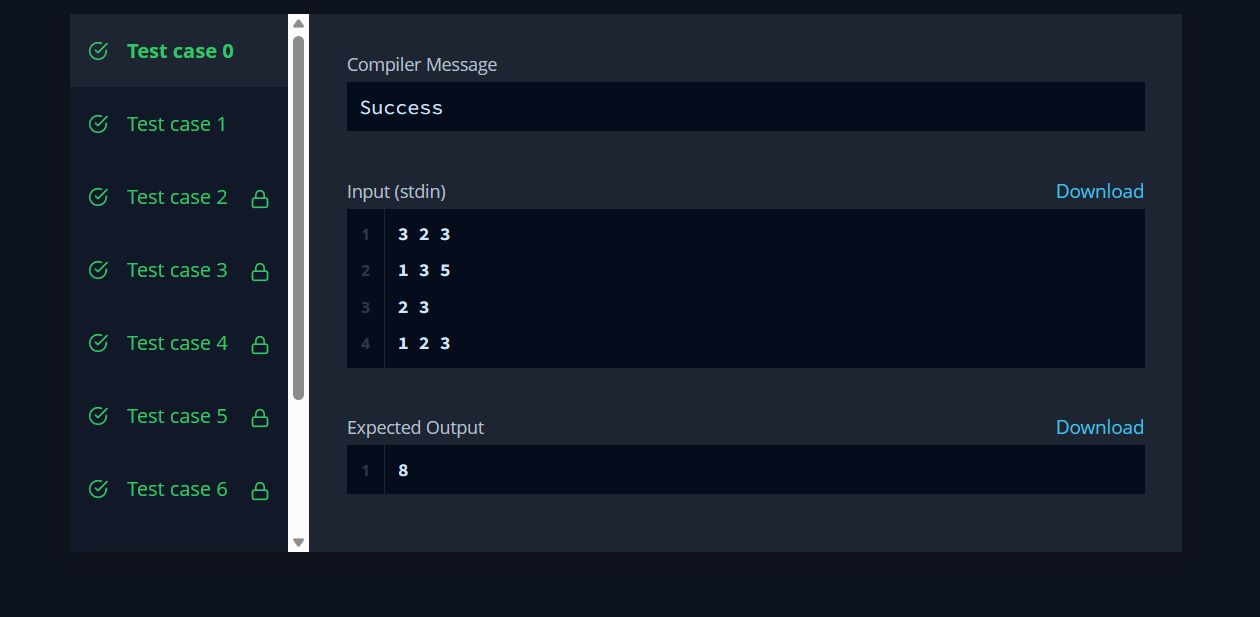 Test case 0
Test case 1
Test case 2
Test case 3
Test case 4
Test case 5
Test case 6
Compiler Message
Success
Input (stdin)
Download
1 3 2 3
2 1 3 5
3 2 3
4 1 2 3
Expected Output
Download
1 8